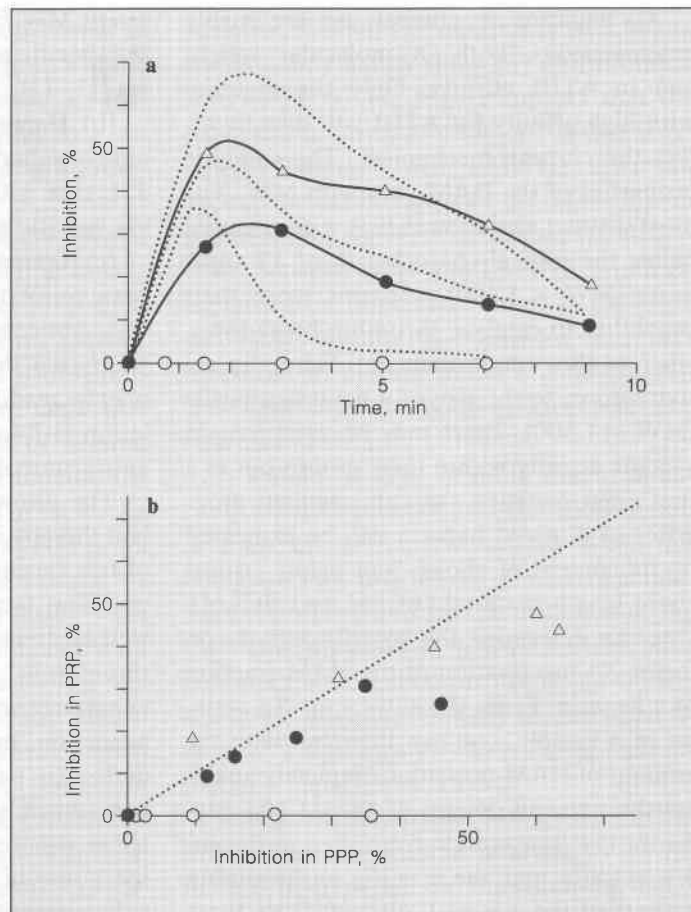 a
50
Inhibition, %
0
0 5 10
Time, min
b
50
Inhibition in PRP, %
0
0 50
Inhibition in PPP, %